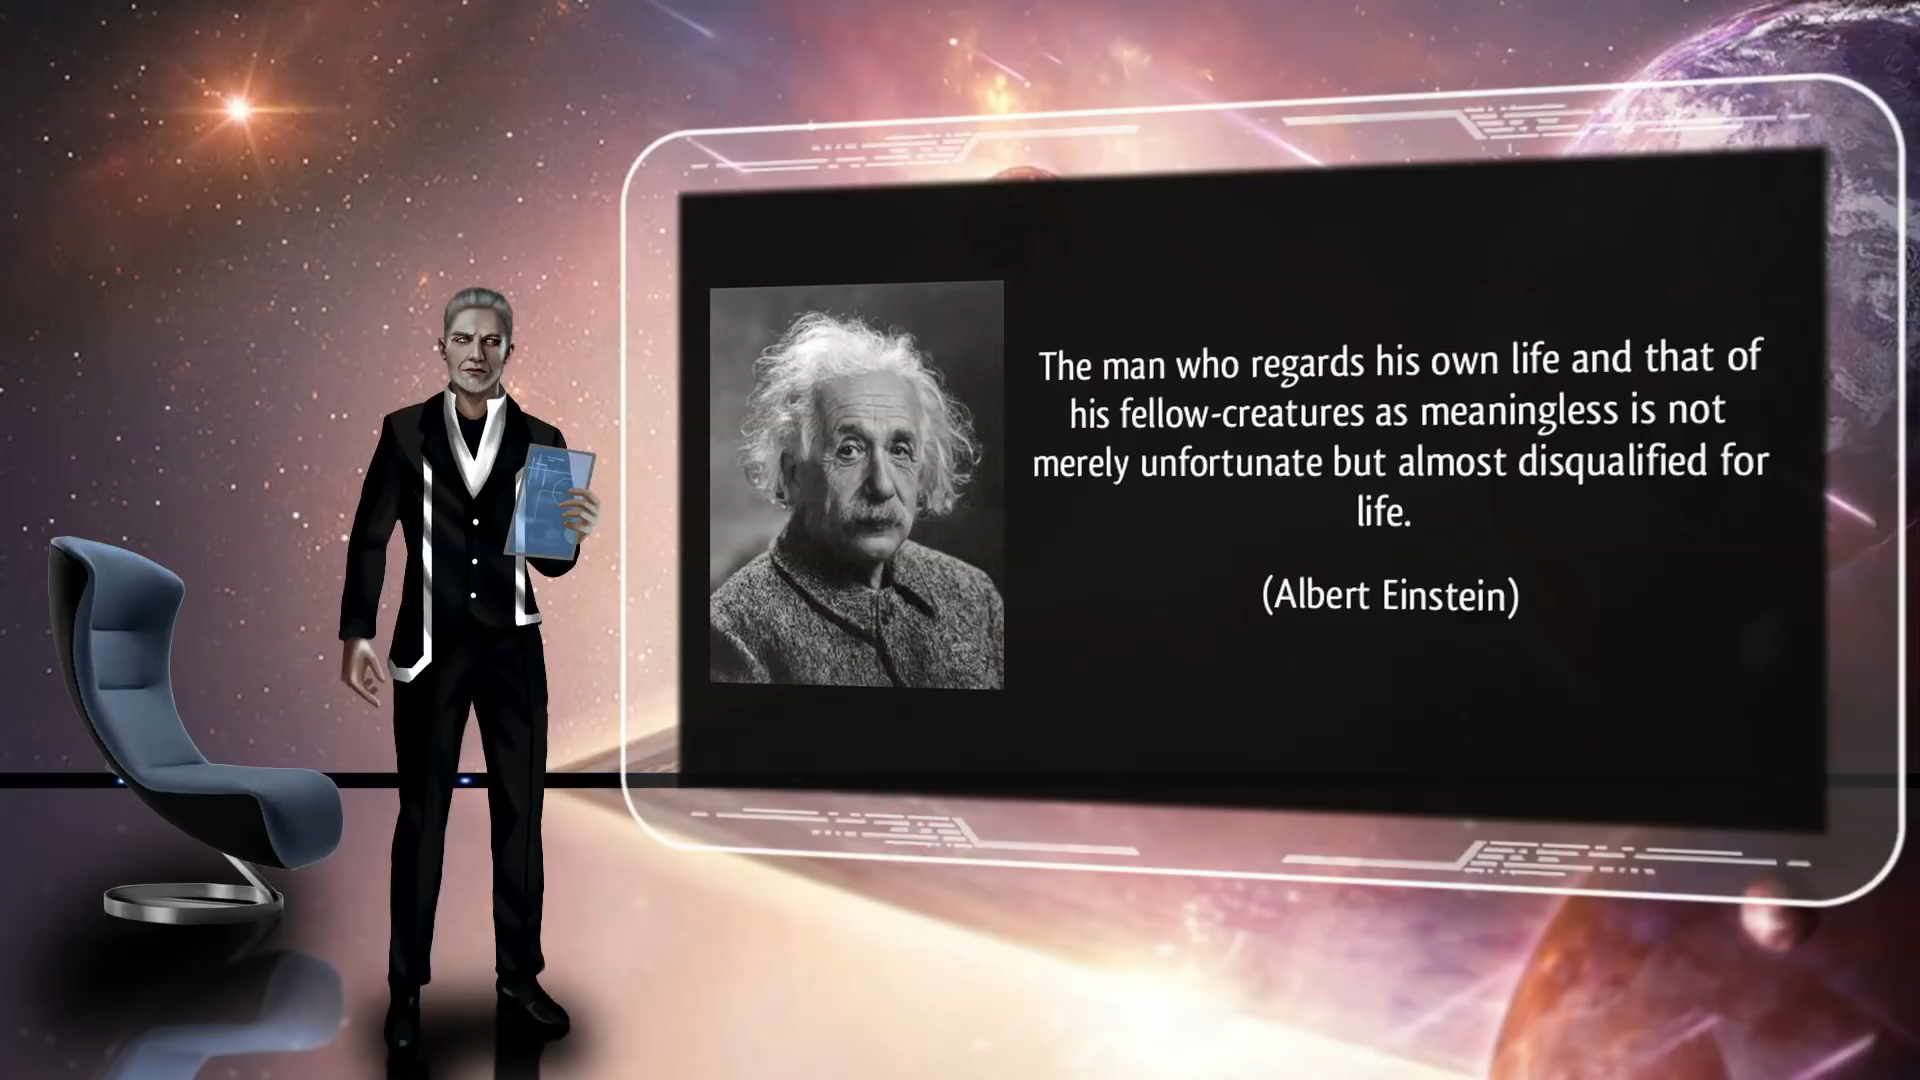 The man who regards his own life and that of
his fellow-creatures as meaningless is not
merely unfortunate but almost disqualified for
life.
(Albert Einstein)